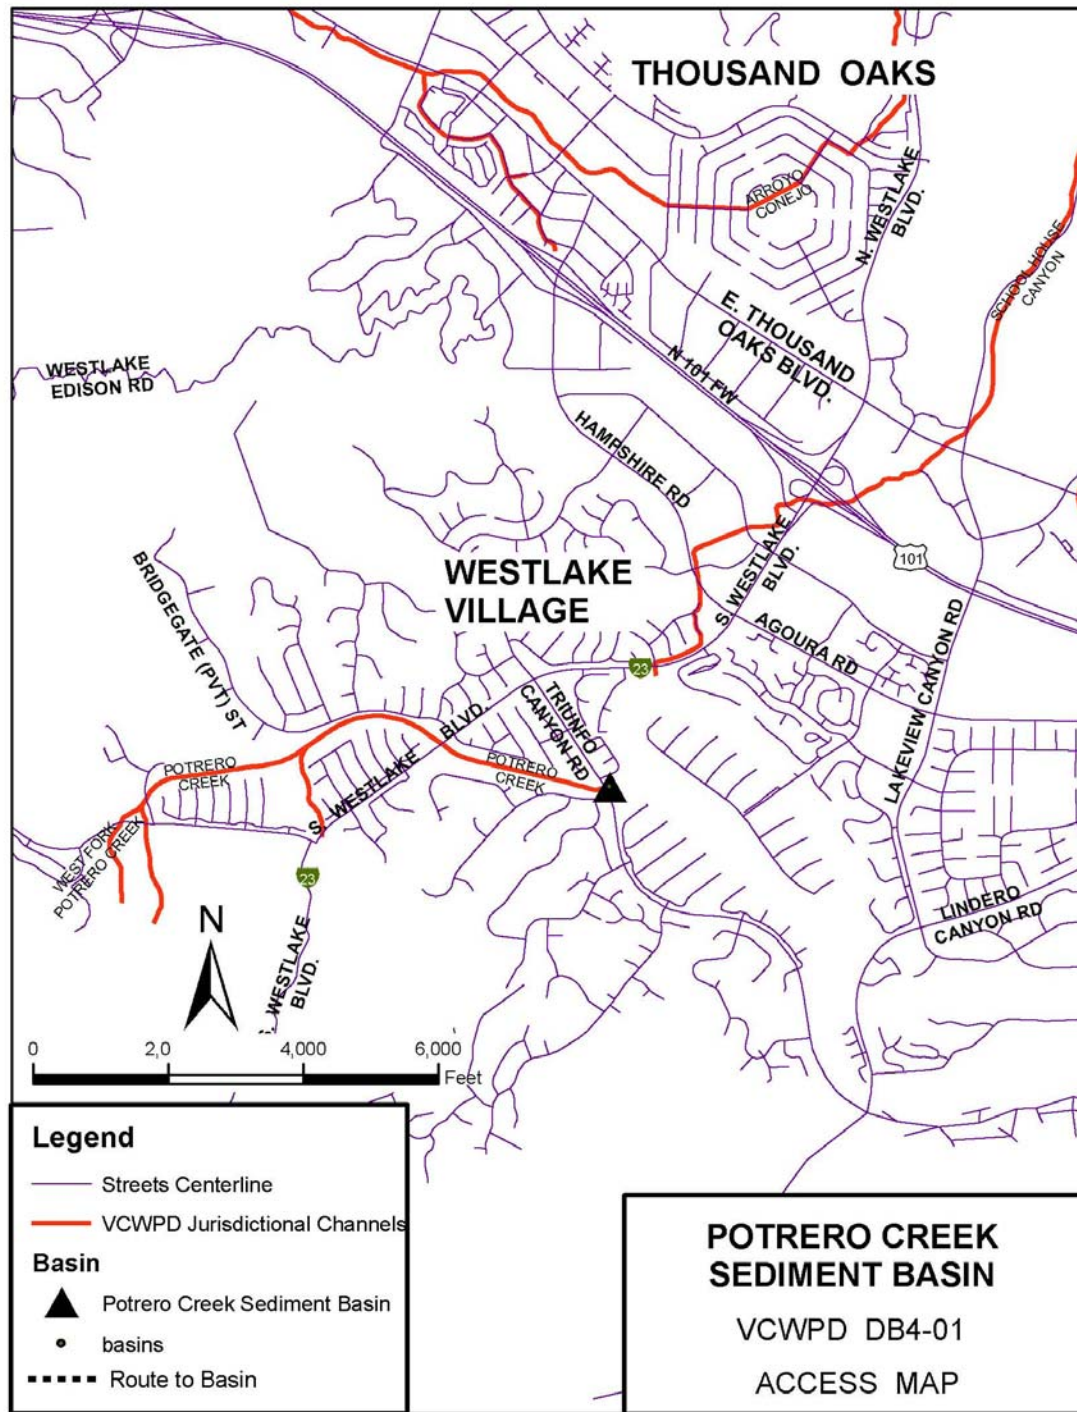 THOUSAND OAKS
ARROYO
CONEJO
N. WESTLAKE
BLVD.
SCHOOL HOUSE
CANYON
E. THOUSAND
OAKS BLVD.
N 101 FW
WESTLAKE
EDISON RD
HAMPSHIRE RD
101
WESTLAKE
VILLAGE
S. WESTLAKE
BLVD.
BRIDGEGATE (PVT) ST
AGOURA RD
LAKEVIEW CANYON RD
23
TRIUNFO
CANYON RD
S. WESTLAKE BLVD.
POTRERO
CREEK
POTRERO
CREEK
WEST FORK
POTRERO CREEK
23
LINDERO
CANYON RD
N
S. WESTLAKE
BLVD.
0 2,0 4,000 6,000
Feet
Legend
Streets Centerline
VCWPD Jurisdictional Channels
Basin
Potrero Creek Sediment Basin
basins
Route to Basin
POTRERO CREEK
SEDIMENT BASIN
VCWPD DB4-01
ACCESS MAP